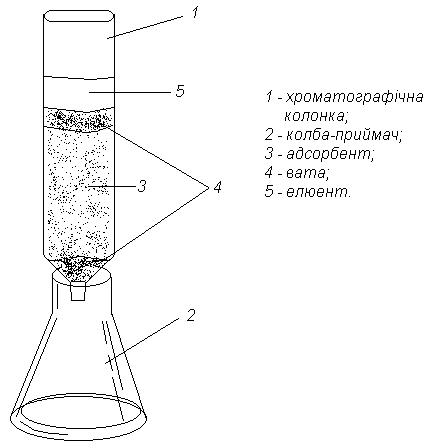 1
5
3
4
2
1 - хроматографічна
колонка;
2 - колба-приймач;
3 - адсорбент;
4 - вата;
5 - елюент.